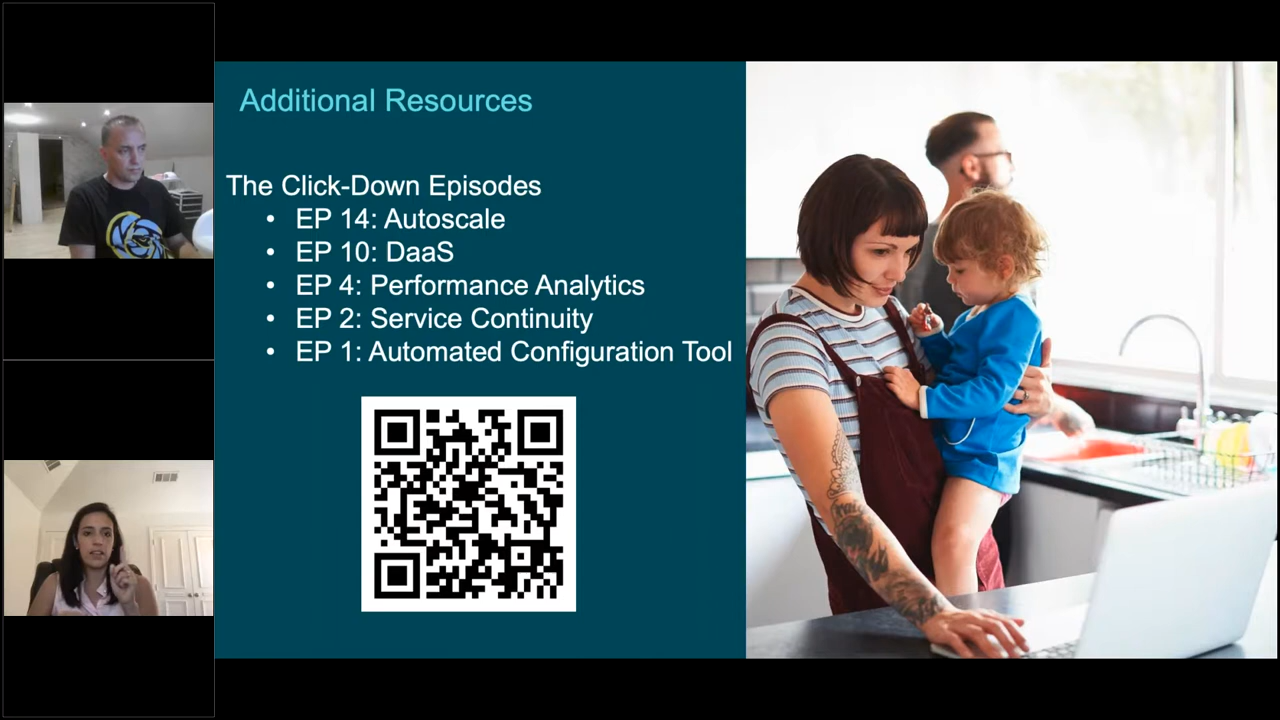 Additional Resources
The Click-Down Episodes
• EP 14: Autoscale
• EP 10: DaaS
• EP 4: Performance Analytics
• EP 2: Service Continuity
• EP 1: Automated Configuration Tool